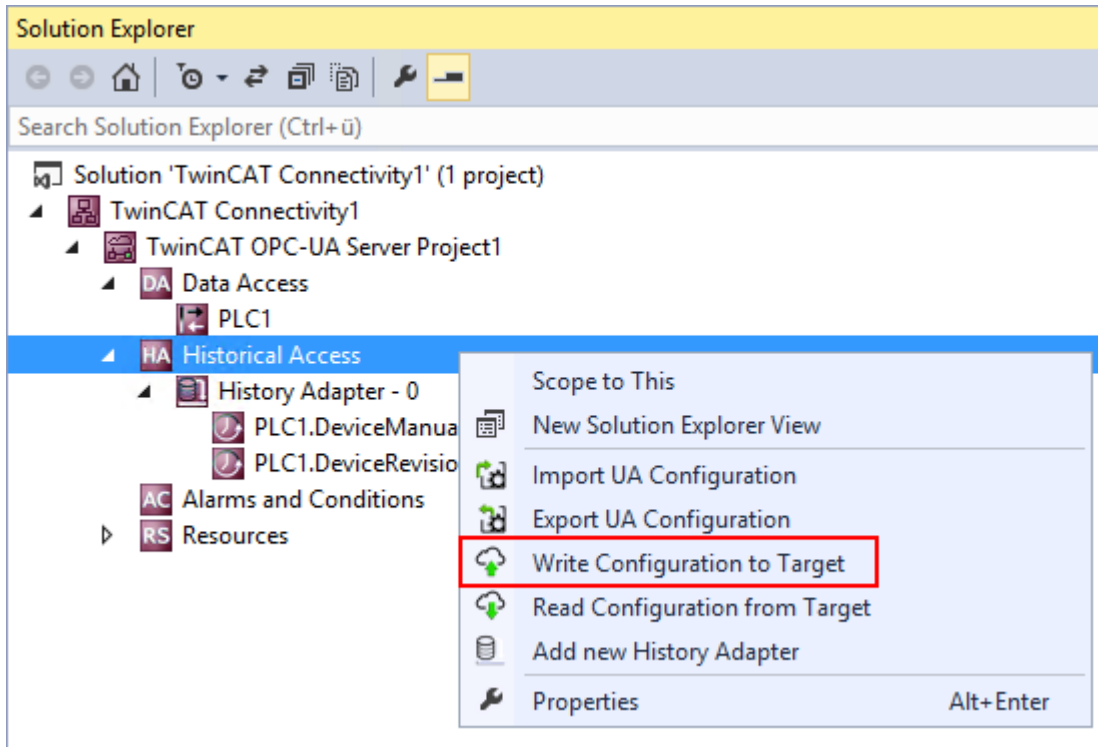 Solution Explorer
Search Solution Explorer (Ctrl+ü)
Solution 'TwinCAT Connectivity1' (1 project)
TwinCAT Connectivity1
TwinCAT OPC-UA Server Project1
DA Data Access
PLC1
HA Historical Access
History Adapter - 0
PLC1.DeviceManua
PLC1.DeviceRevisio
AC Alarms and Conditions
RS Resources
Scope to This
New Solution Explorer View
Import UA Configuration
Export UA Configuration
Write Configuration to Target
Read Configuration from Target
Add new History Adapter
Properties Alt+Enter